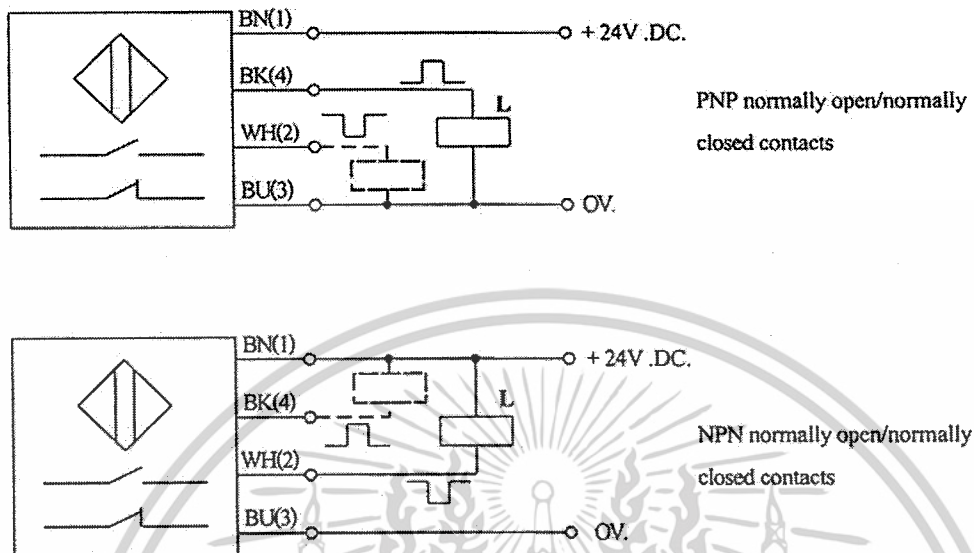 BN(1)
+ 24V .DC.
BK(4)
L
WH(2)
BU(3)
OV.
PNP normally open/normally
closed contacts
BN(1)
+ 24V .DC.
BK(4)
L
WH(2)
BU(3)
OV.
NPN normally open/normally
closed contacts